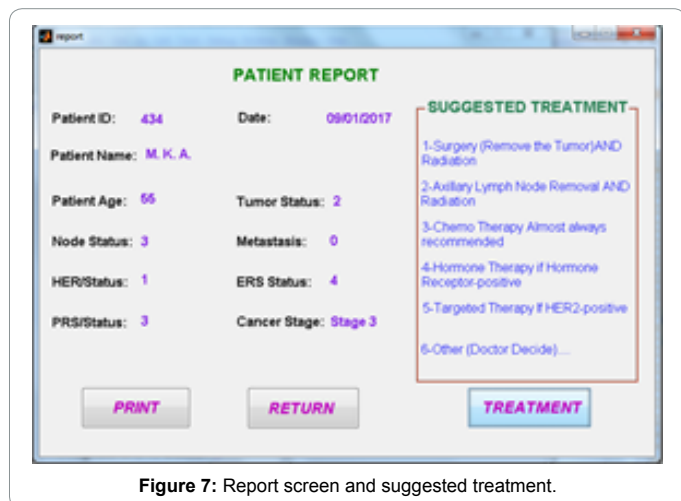 report
PATIENT REPORT
Patient ID: 434
Date: 09/01/2017
Patient Name: M. K. A.
Patient Age: 55
Tumor Status: 2
Node Status: 3
Metastasis: 0
HER/Status: 1
ERS Status: 4
PRS/Status: 3
Cancer Stage: Stage 3
SUGGESTED TREATMENT
1-Surgery (Remove the Tumor)AND
Radiation
2-Axillary Lymph Node Removal AND
Radiation
3-Chemo Therapy Almost always
recommended
4-Hormone Therapy if Hormone
Receptor-positive
5-Targeted Therapy If HER2-positive
6-Other (Doctor Decide)....
PRINT
RETURN
TREATMENT
Figure 7: Report screen and suggested treatment.